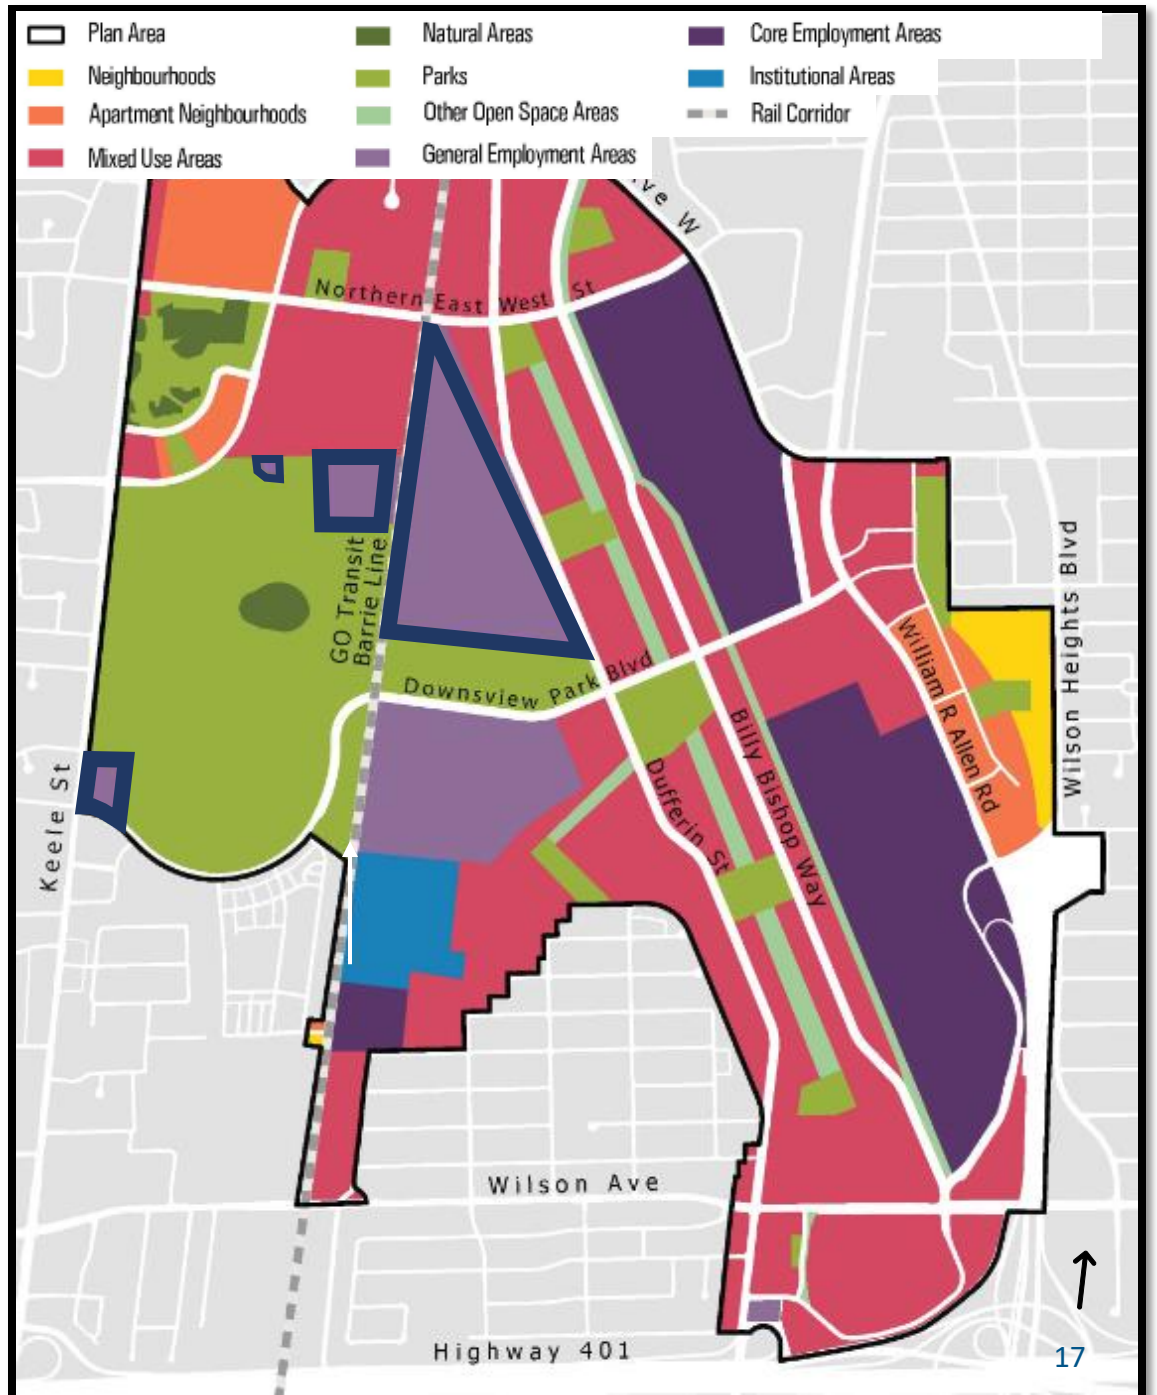 Plan Area
Neighbourhoods
Apartment Neighbourhoods
Mixed Use Areas
Natural Areas
Parks
Other Open Space Areas
General Employment Areas
Core Employment Areas
Institutional Areas
Rail Corridor
ve W
Northern East West St
GO Transit
Barrie Line
Downsview Park Blvd
William R Allen Rd
Wilson Heights Blvd
Keele St
Dufferin St
Billy Bishop Way
Wilson Ave
Highway 401
17